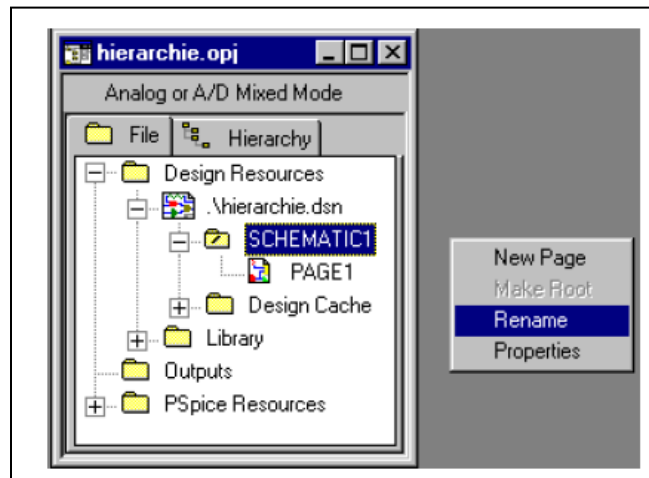 hierarchie.opj
Analog or A/D Mixed Mode
File Hierarchy
Design Resources
.\hierarchie.dsn
SCHEMATIC1
PAGE1
Design Cache
Library
Outputs
PSpice Resources
New Page
Make Root
Rename
Properties